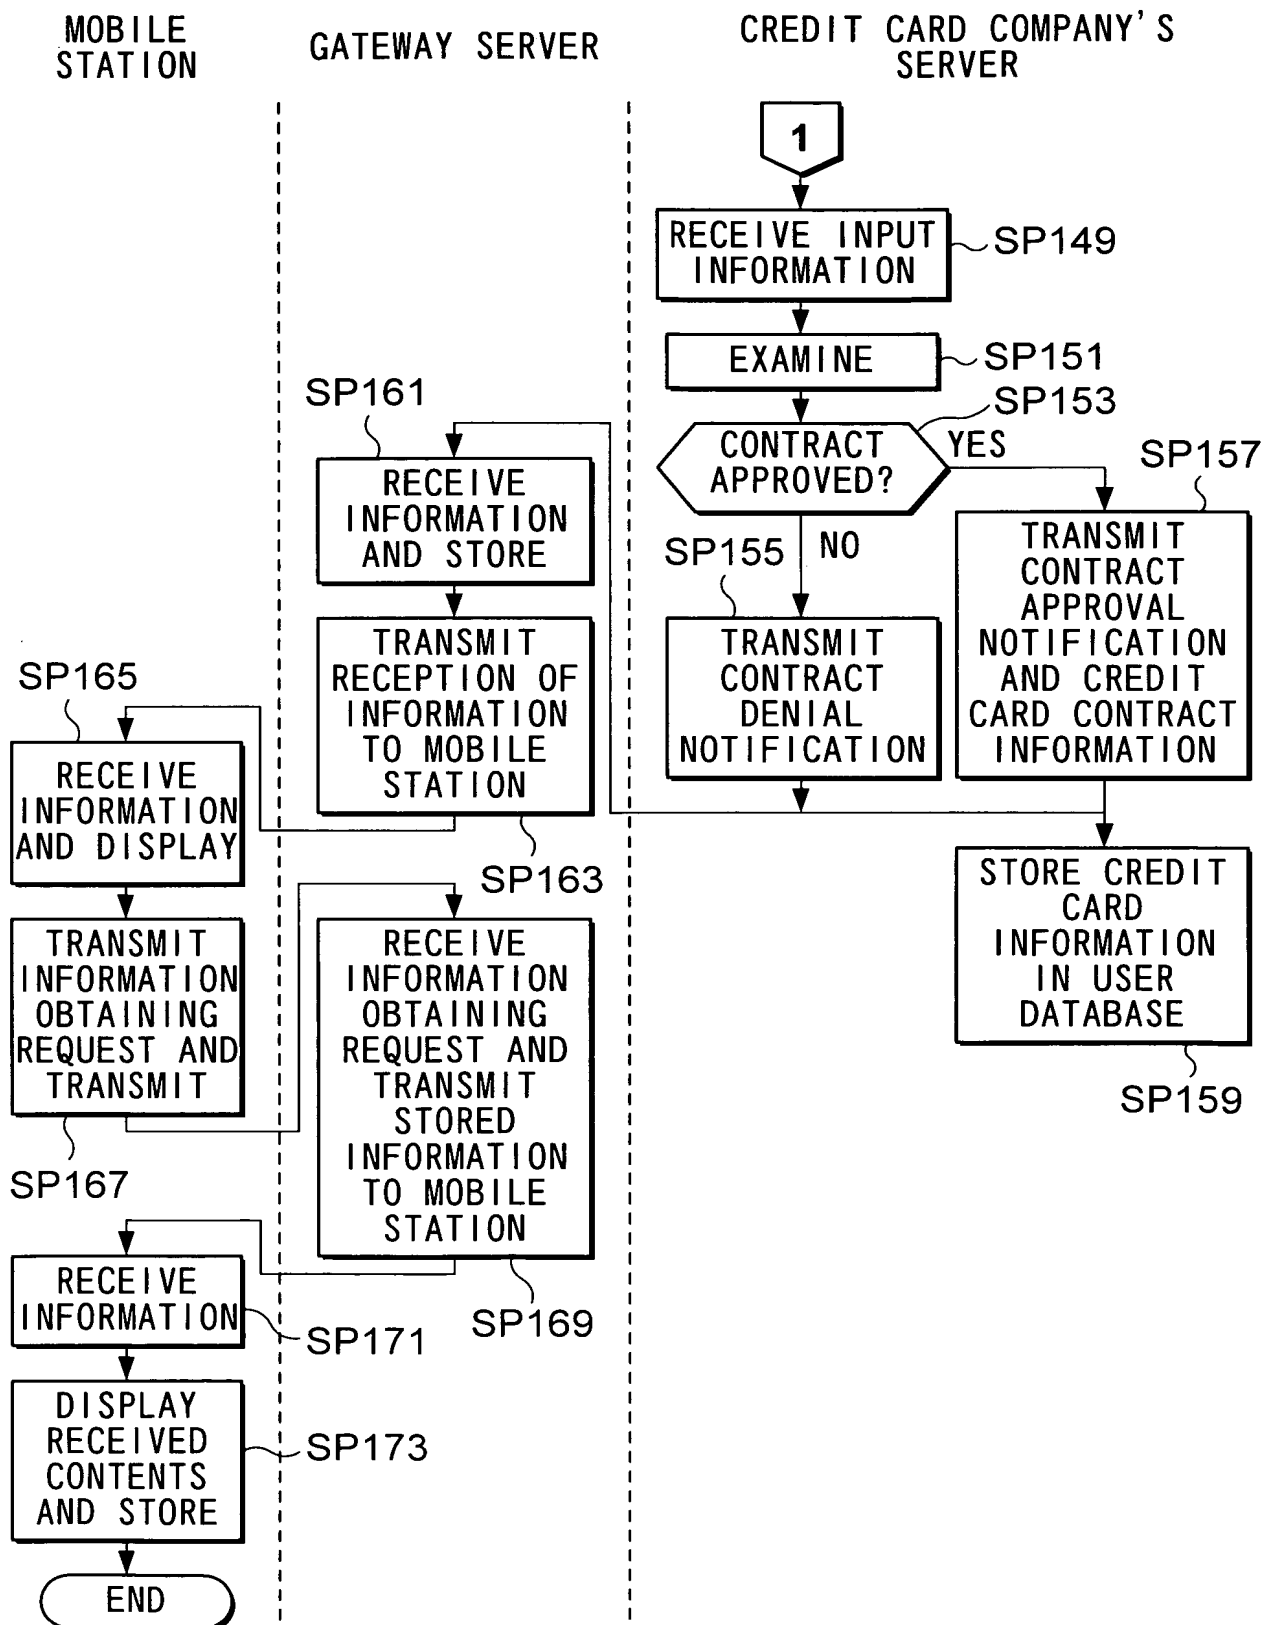 MOBILE
STATION
GATEWAY SERVER
CREDIT CARD COMPANY'S
SERVER
1
RECEIVE INPUT
INFORMATION
SP149
EXAMINE
SP151
SP153
CONTRACT
APPROVED?
YES
NO
SP157
TRANSMIT
CONTRACT
APPROVAL
NOTIFICATION
AND CREDIT
CARD CONTRACT
INFORMATION
SP155
TRANSMIT
CONTRACT
DENIAL
NOTIFICATION
STORE CREDIT
CARD
INFORMATION
IN USER
DATABASE
SP159
SP161
RECEIVE
INFORMATION
AND STORE
TRANSMIT
RECEPTION OF
INFORMATION
TO MOBILE
STATION
SP163
SP165
RECEIVE
INFORMATION
AND DISPLAY
TRANSMIT
INFORMATION
OBTAINING
REQUEST AND
TRANSMIT
SP167
RECEIVE
INFORMATION
OBTAINING
REQUEST AND
TRANSMIT
STORED
INFORMATION
TO MOBILE
STATION
SP169
RECEIVE
INFORMATION
SP171
DISPLAY
RECEIVED
CONTENTS
AND STORE
SP173
END